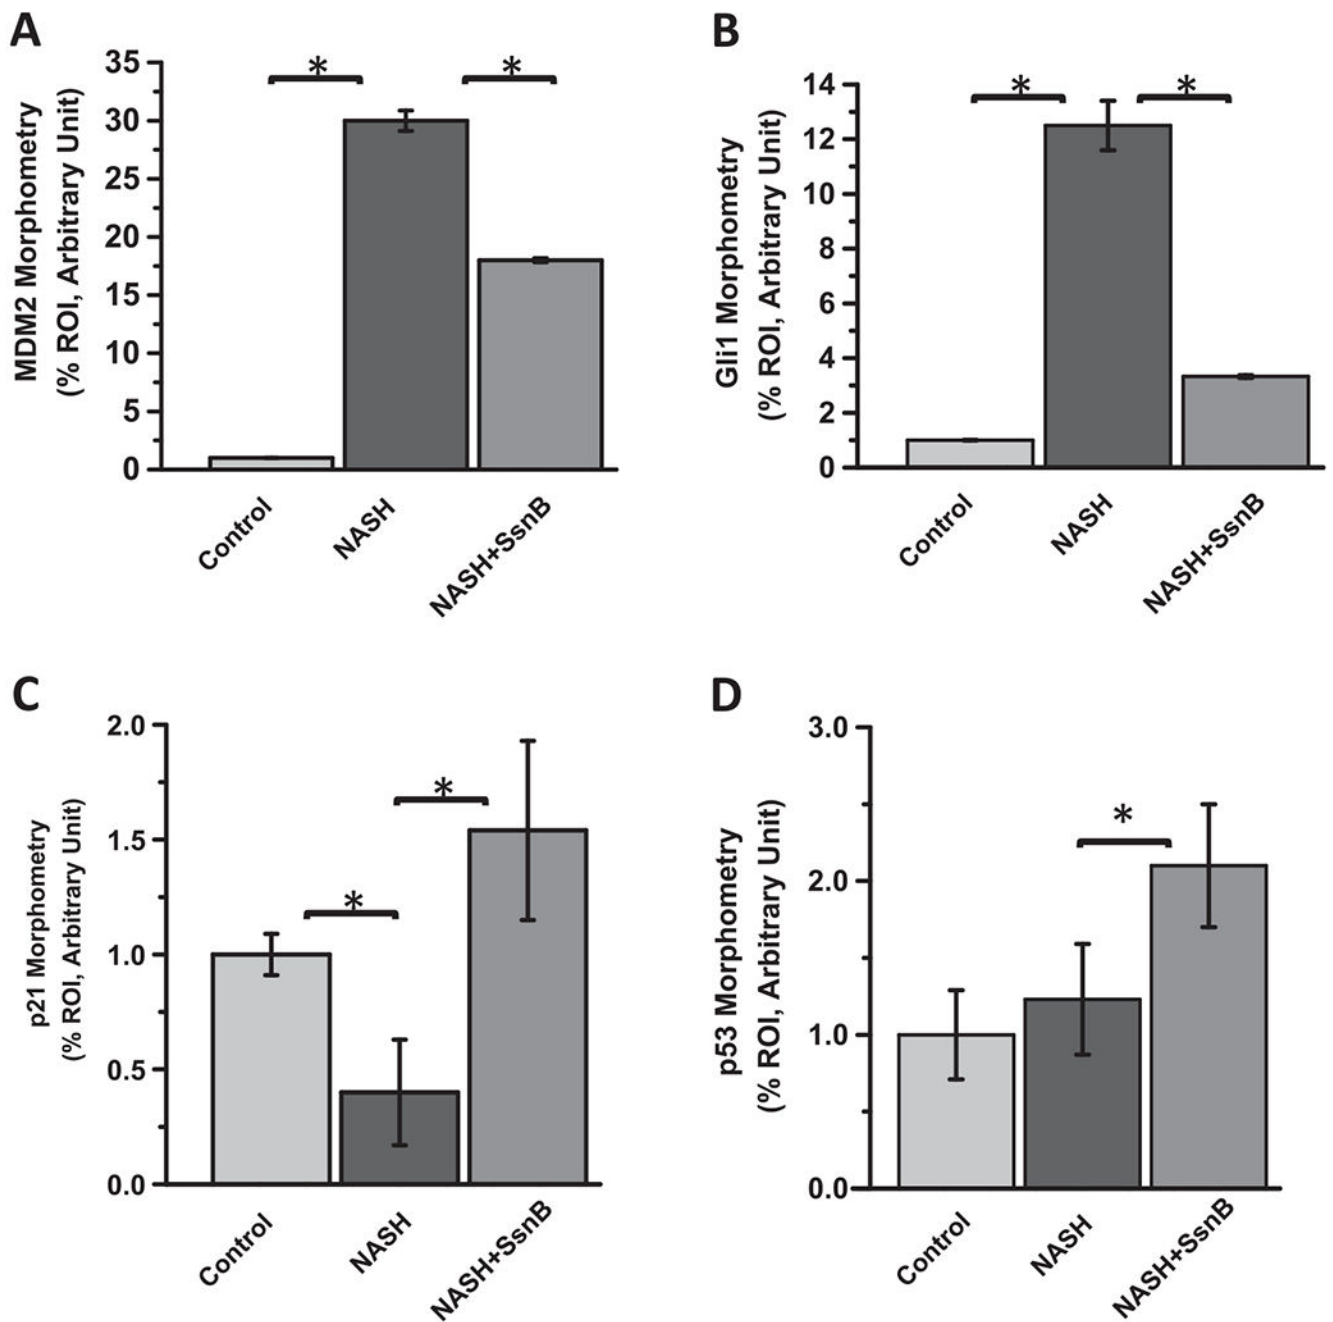 A
MDM2 Morphometry
(% ROI, Arbitrary Unit)
35
30
25
20
15
10
5
0
*
*
Control
NASH
NASH+SsnB
B
Gli1 Morphometry
(% ROI, Arbitrary Unit)
14
12
10
8
6
4
2
0
*
*
Control
NASH
NASH+SsnB
C
p21 Morphometry
(% ROI, Arbitrary Unit)
2.0
1.5
1.0
0.5
0.0
*
*
Control
NASH
NASH+SsnB
D
p53 Morphometry
(% ROI, Arbitrary Unit)
3.0
2.0
1.0
0.0
*
Control
NASH
NASH+SsnB